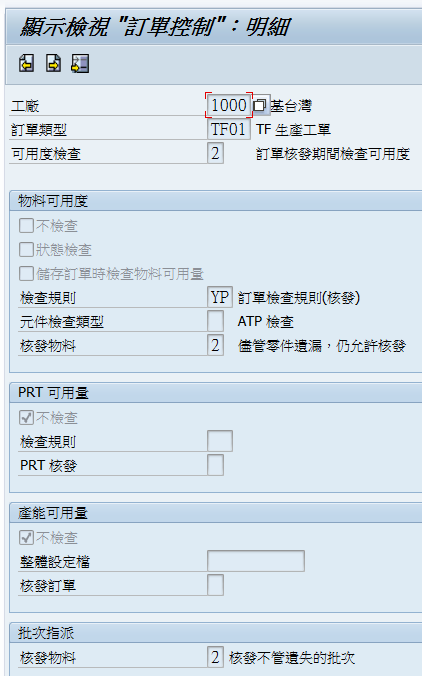 顯示檢視 "訂單控制"：明細
工廠 1000 基台灣
訂單類型 TF01 TF 生產工單
可用度檢查 2 訂單核發期間檢查可用度
物料可用度
不檢查
狀態檢查
儲存訂單時檢查物料可用量
檢查規則 YP 訂單檢查規則(核發)
元件檢查類型 ATP 檢查
核發物料 2 儘管零件遺漏，仍允許核發
PRT 可用量
不檢查
檢查規則
PRT 核發
產能可用量
不檢查
整體設定檔
核發訂單
批次指派
核發物料 2 核發不管遺失的批次